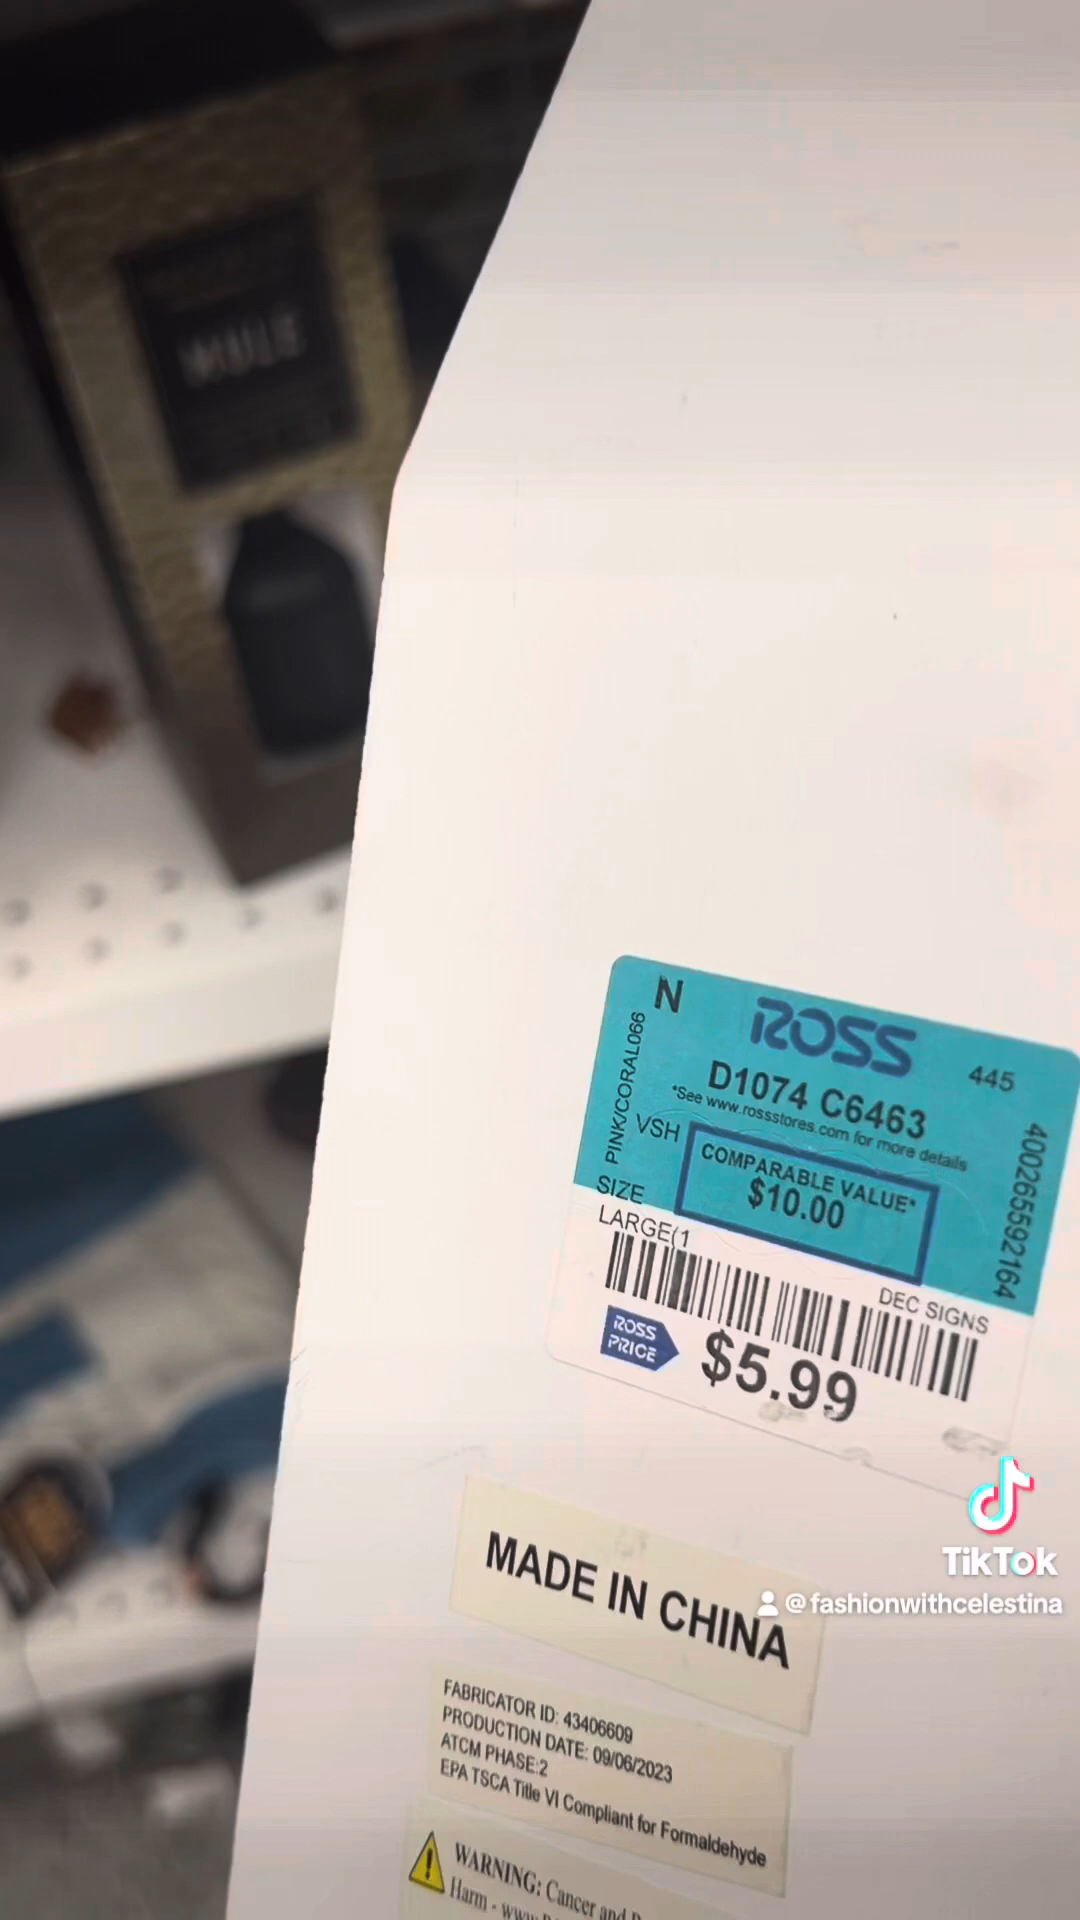 MULE
N
ROSS
445
D1074 C6463
*See www.rossstores.com for more details
PINK/CORAL066
VSH
COMPARABLE VALUE*
$10.00
400265592164
SIZE
LARGE(1
DEC SIGNS
ROSS
PRICE
$5.99
MADE IN CHINA
FABRICATOR ID: 43406609
PRODUCTION DATE: 09/06/2023
ATCM PHASE:2
EPA TSCA Title VI Compliant for Formaldehyde
WARNING: Cancer and
Harm - www
TikTok
@fashionwithcelestina